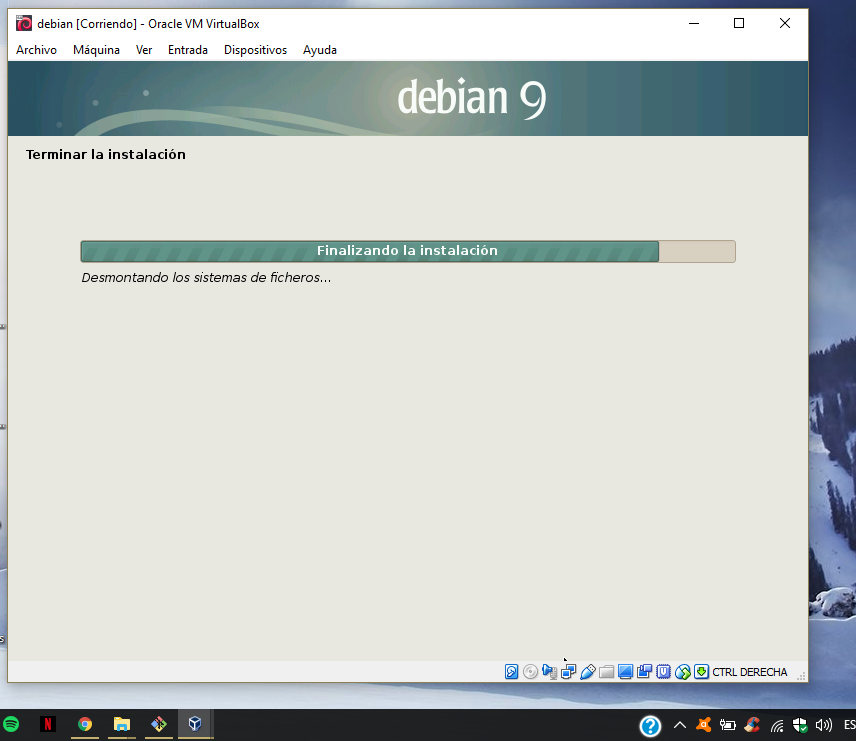 debian [Corriendo] - Oracle VM VirtualBox
Archivo Máquina Ver Entrada Dispositivos Ayuda
debian 9
Terminar la instalación
Finalizando la instalación
Desmontando los sistemas de ficheros...
CTRL DERECHA
ES